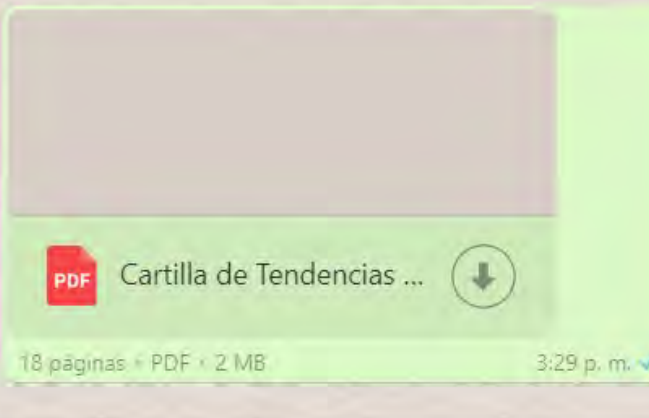 PDF Cartilla de Tendencias ...
18 páginas • PDF • 2 MB 3:29 p. m.